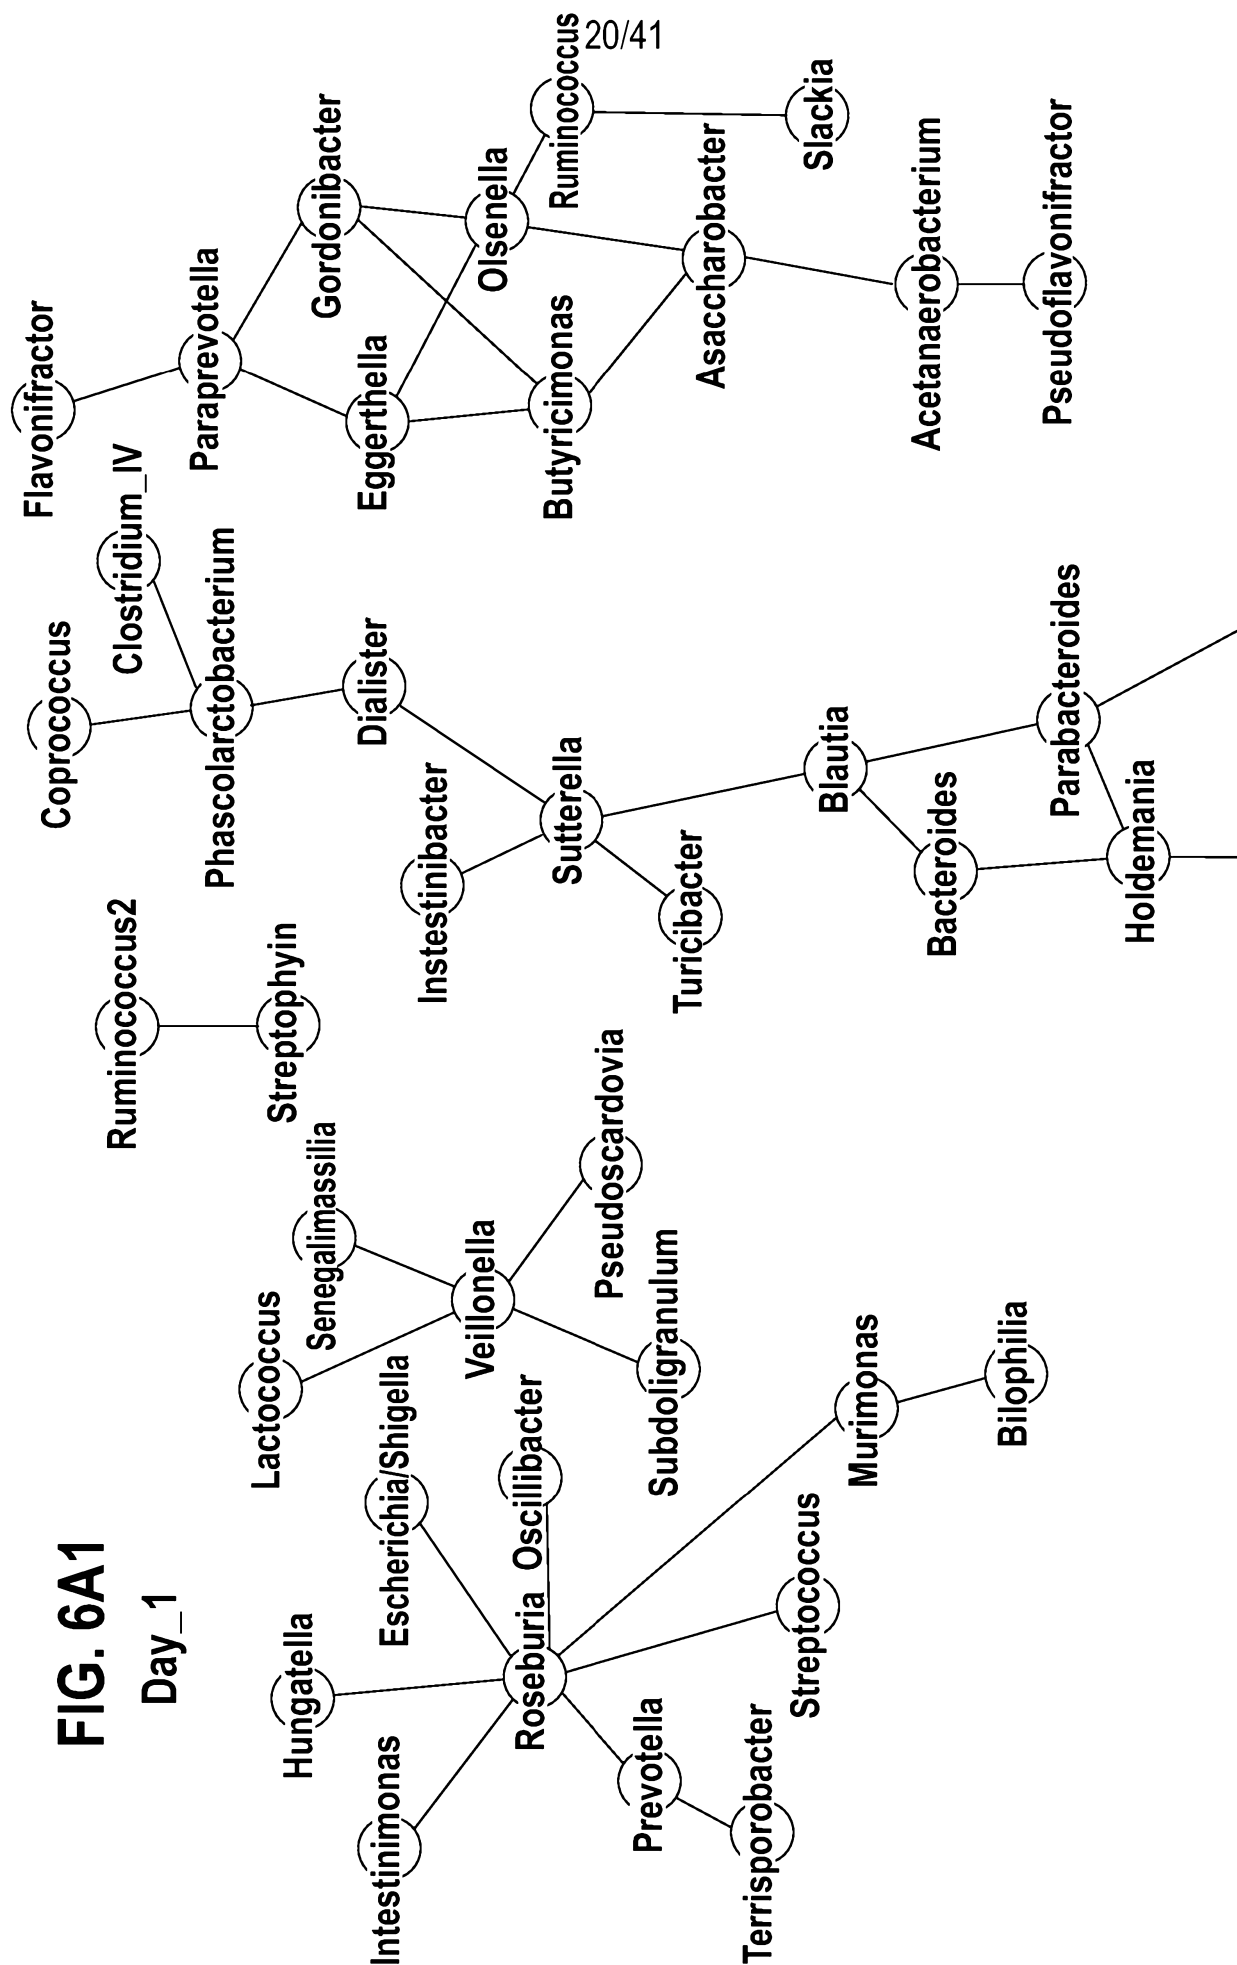 20/41
FIG. 6A1
Day_1
Hungatella
Intestinimonas
Escherichia/Shigella
Roseburia
Oscillibacter
Prevotella
Terrisporobacter
Streptococcus
Murimonas
Bilophilia
Lactococcus
Senegalimassilia
Veillonella
Pseudoscardovia
Subdoligranulum
Ruminococcus2
Streptophyin
Coprococcus
Clostridium_IV
Phascolarctobacterium
Dialister
Instestinibacter
Sutterella
Turicibacter
Blautia
Bacteroides
Parabacteroides
Holdemania
Flavonifractor
Paraprevotella
Gordonibacter
Eggerthella
Olsenella
Ruminococcus
Butyricimonas
Asaccharobacter
Slackia
Acetanaerobacterium
Pseudoflavonifractor